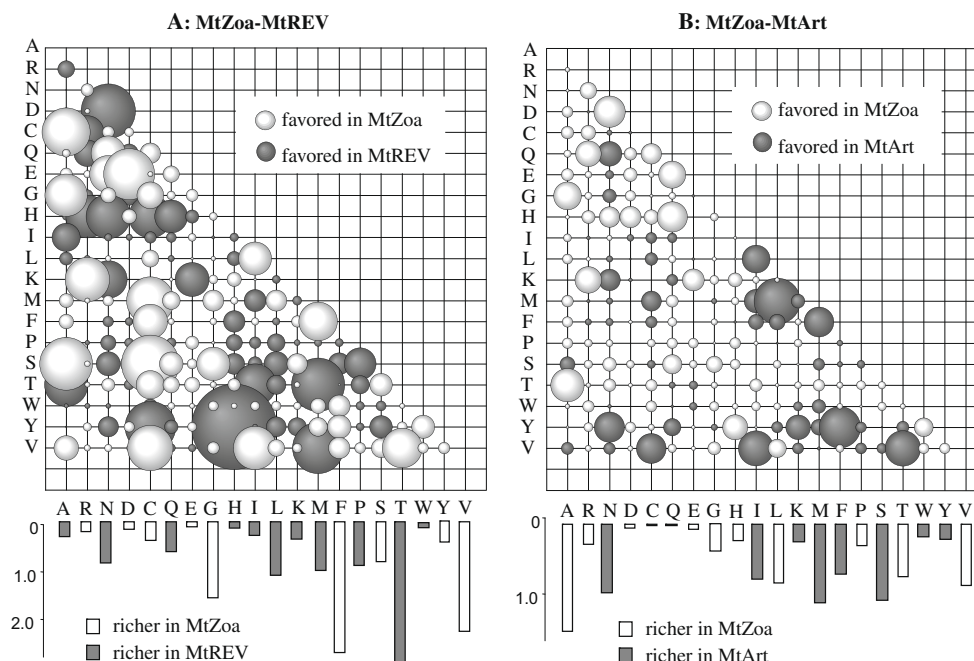 A: MtZoa-MtREV
A
R
N
D
C
Q
E
G
H
I
L
K
M
F
P
S
T
W
Y
V
favored in MtZoa
favored in MtREV
A R N D C Q E G H I L K M F P S T W Y V
0
1.0
2.0
richer in MtZoa
richer in MtREV
B: MtZoa-MtArt
A
R
N
D
C
Q
E
G
H
I
L
K
M
F
P
S
T
W
Y
V
favored in MtZoa
favored in MtArt
A R N D C Q E G H I L K M F P S T W Y V
0
1.0
richer in MtZoa
richer in MtArt